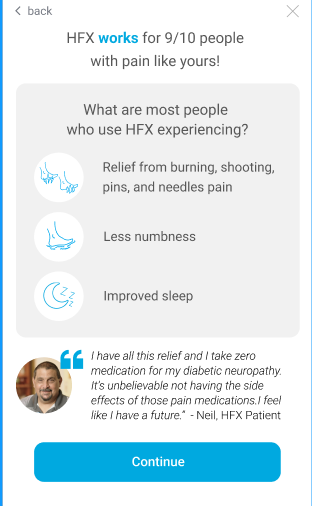 back
HFX works for 9/10 people
with pain like yours!
What are most people
who use HFX experiencing?
Relief from burning, shooting,
pins, and needles pain
Less numbness
Improved sleep
I have all this relief and I take zero
medication for my diabetic neuropathy.
It's unbelievable not having the side
effects of those pain medications.I feel
like I have a future." - Neil, HFX Patient
Continue